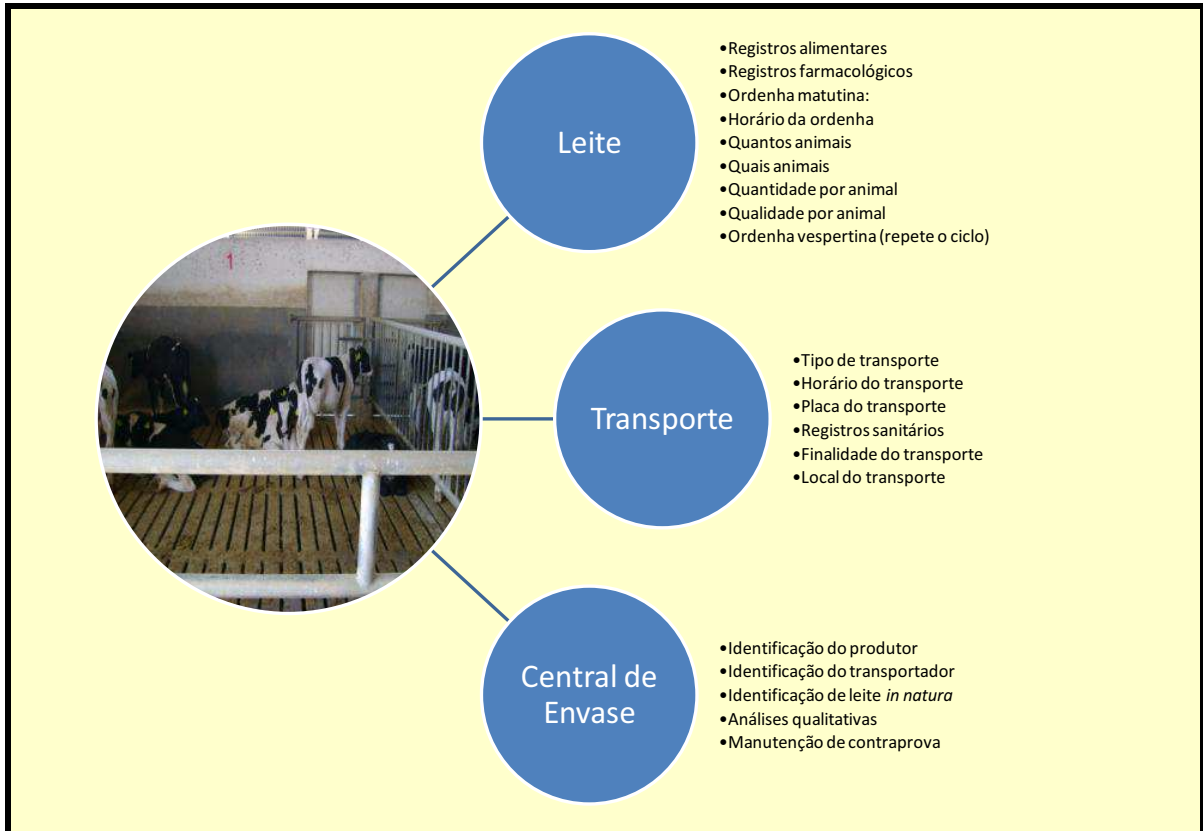 Leite
•Registros alimentares
•Registros farmacológicos
•Ordenha matutina:
•Horário da ordenha
•Quantos animais
•Quais animais
•Quantidade por animal
•Qualidade por animal
•Ordenha vespertina (repete o ciclo)
1
Transporte
•Tipo de transporte
•Horário do transporte
•Placa do transporte
•Registros sanitários
•Finalidade do transporte
•Local do transporte
Central de
Envase
•Identificação do produtor
•Identificação do transportador
•Identificação de leite in natura
•Análises qualitativas
•Manutenção de contraprova